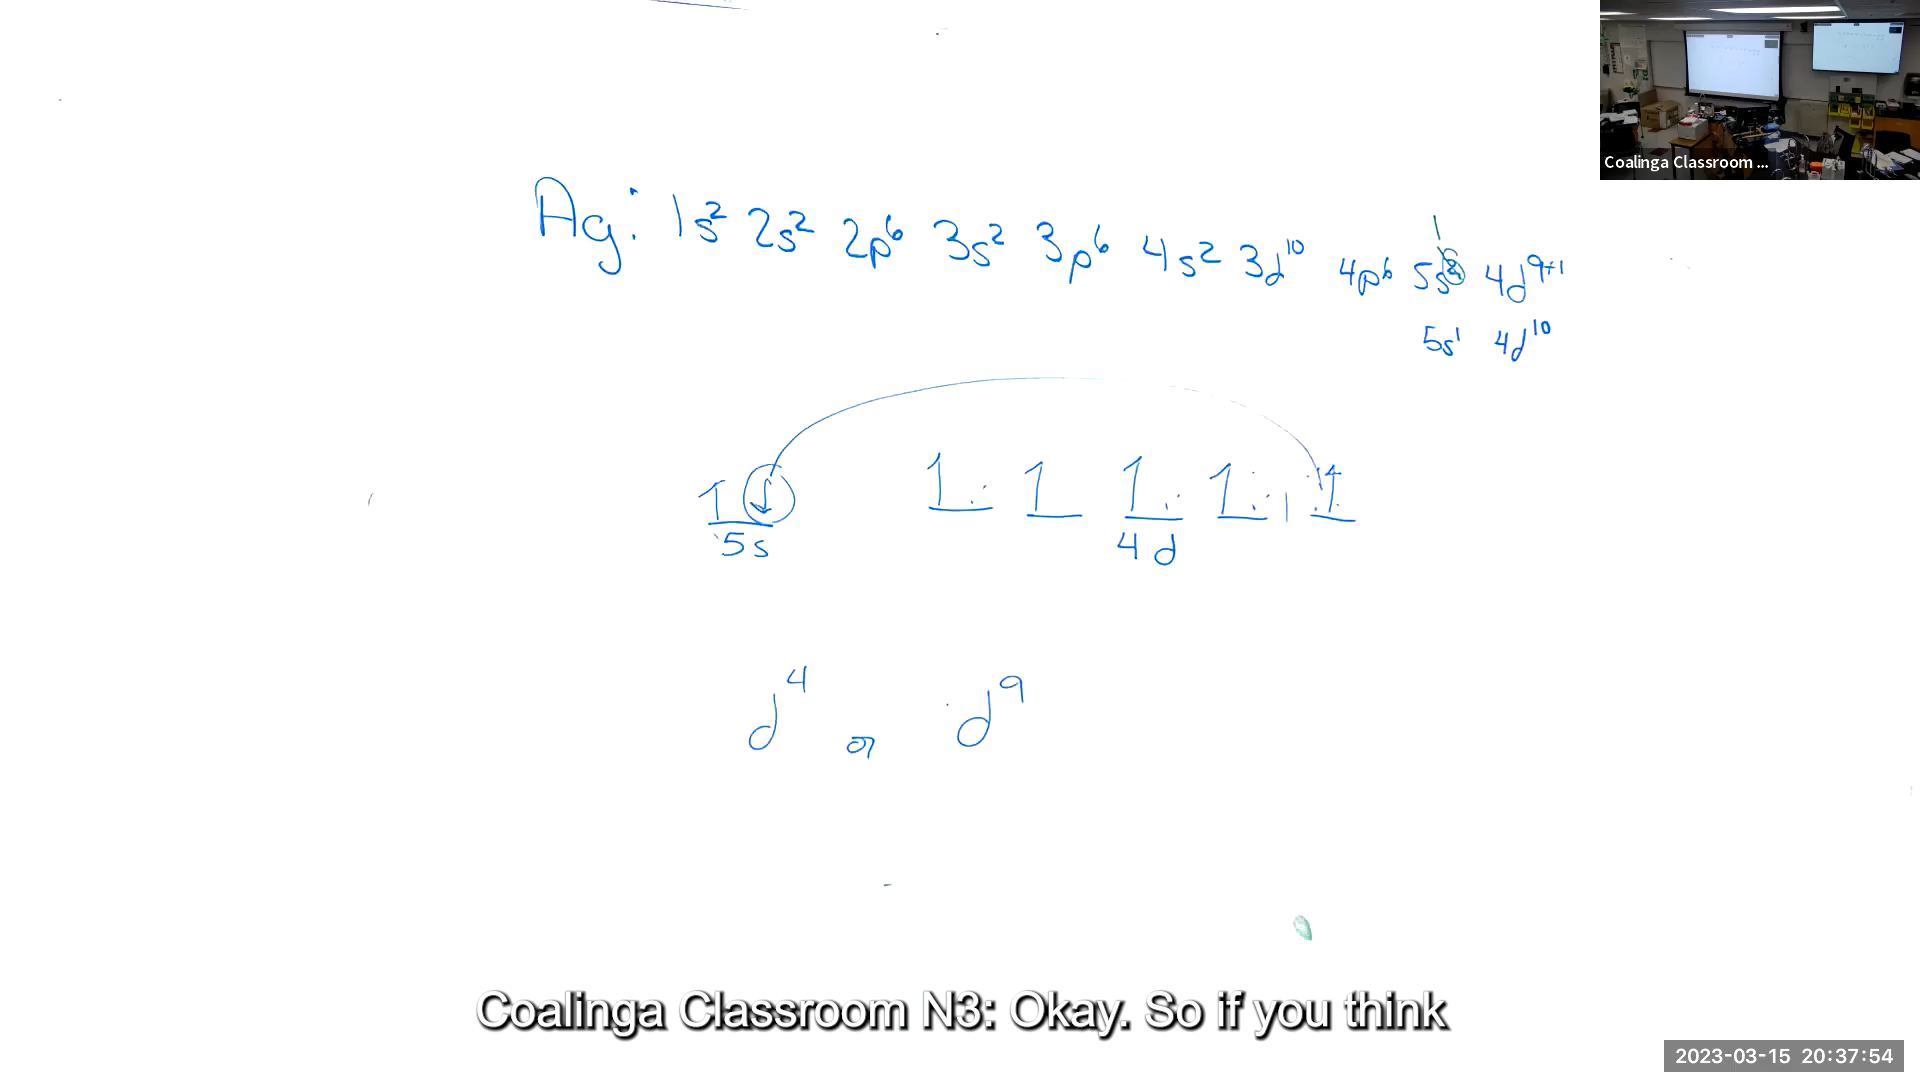 Coalinga Classroom ...
Ag: 1s² 2s² 2p⁶ 3s² 3p⁶ 4s² 3d¹⁰ 4p⁶ 5s² 4d⁹⁺¹
1
5s¹ 4d¹⁰
5s
4d
d⁴ or d⁹
Coalinga Classroom N3: Okay. So if you think
2023-03-15 20:37:54